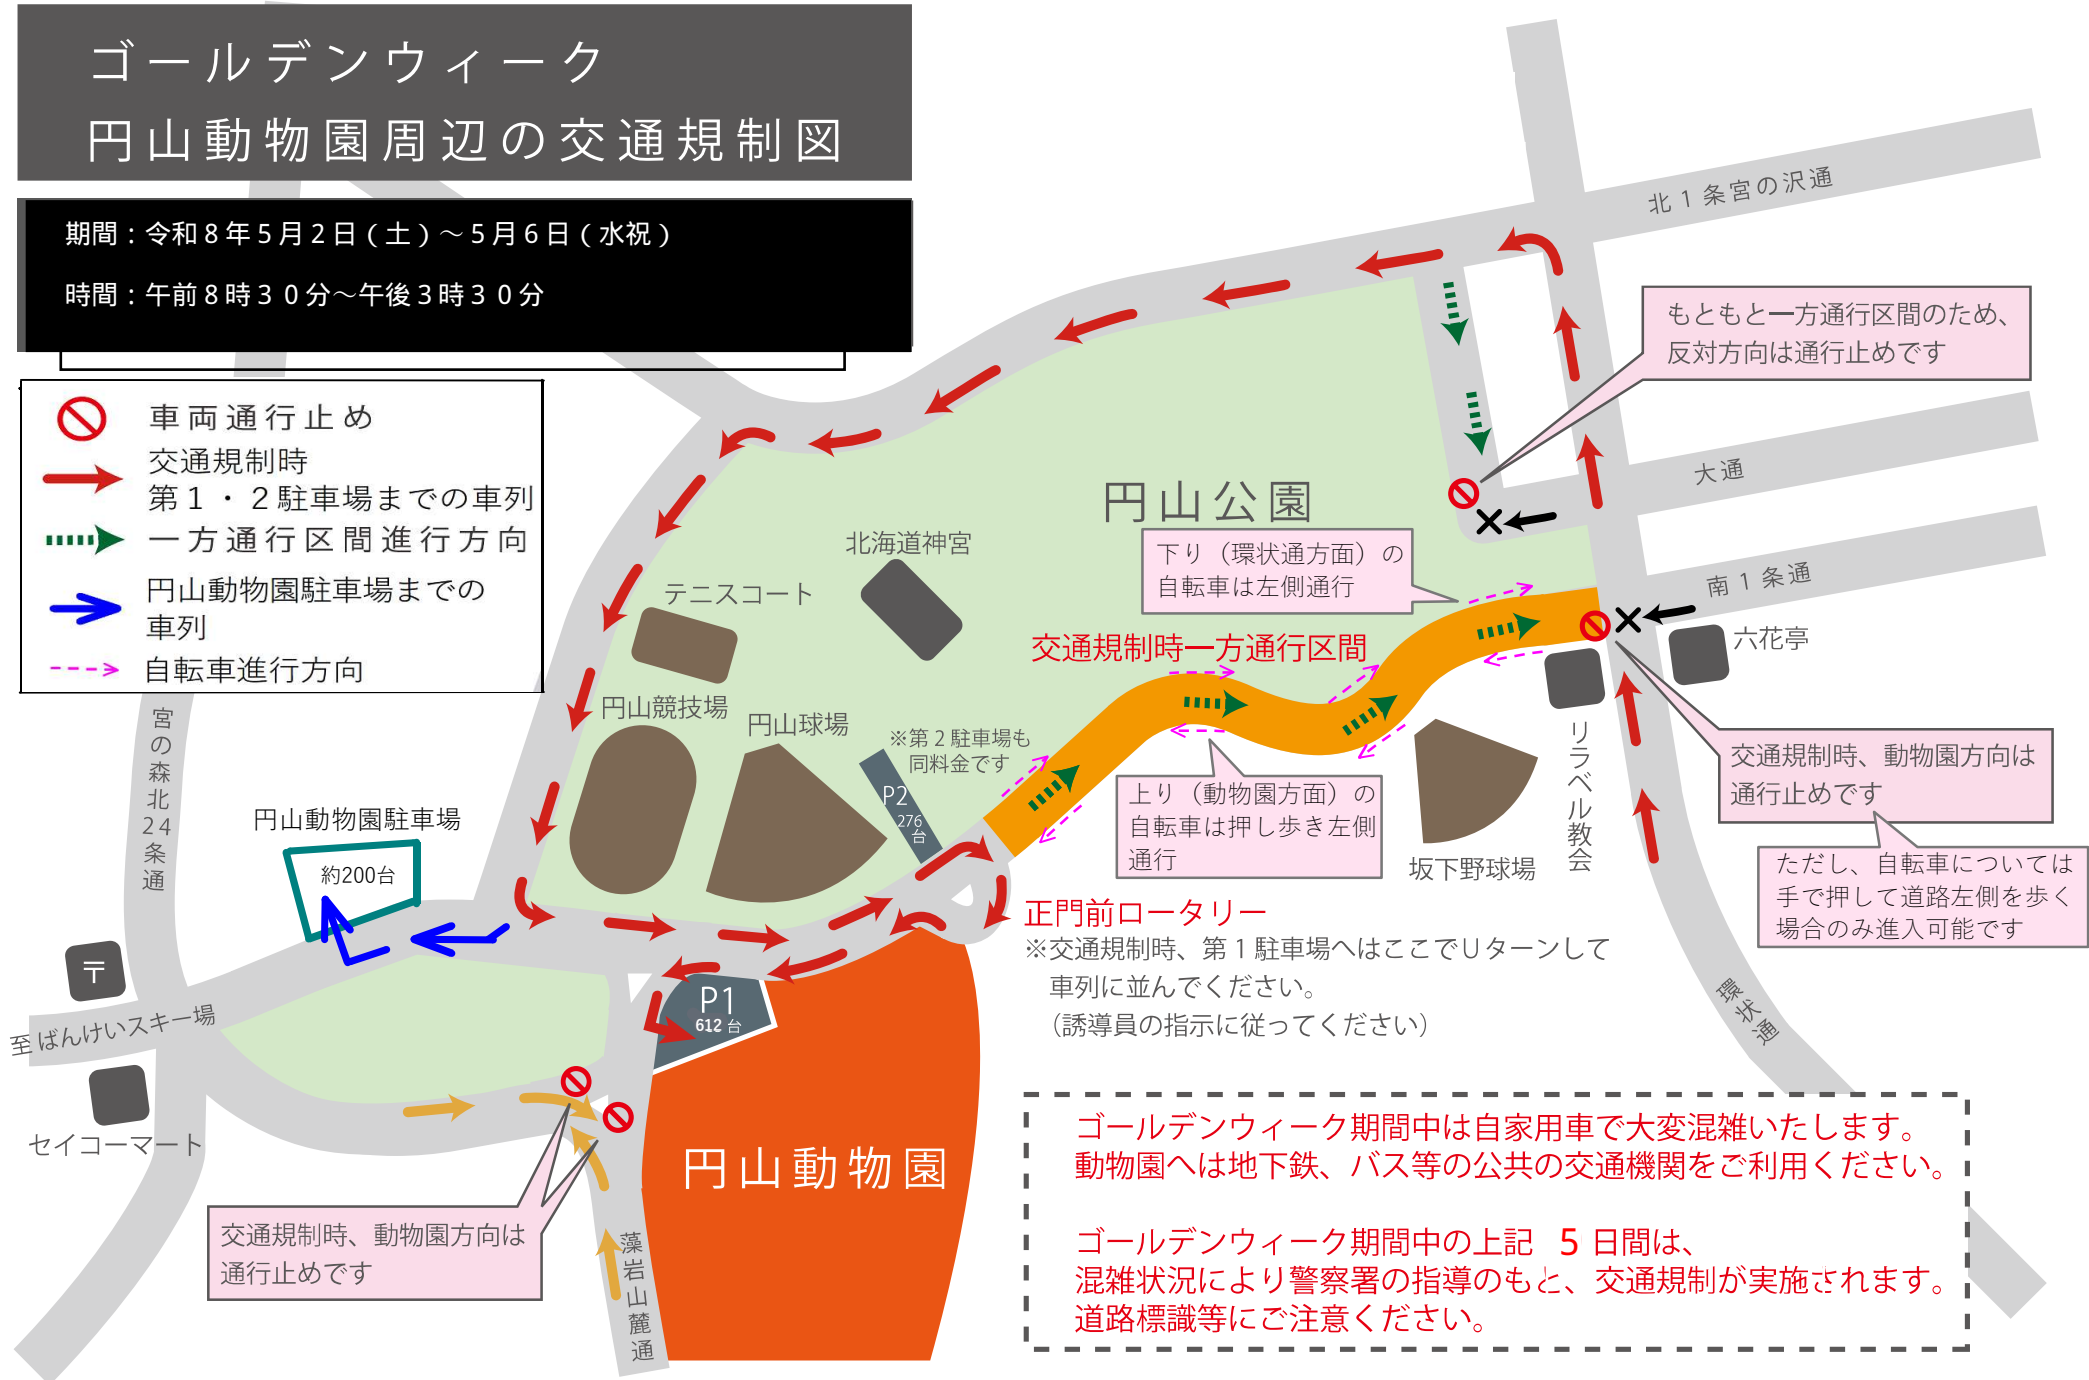 ゴールデンウィーク
円山動物園周辺の交通規制図
期間：令和８年５月２日（土）～５月６日（水祝）
時間：午前８時３０分～午後３時３０分
車両通行止め
交通規制時
第１・２駐車場までの車列
一方通行区間進行方向
円山動物園駐車場までの
車列
自転車進行方向
北１条宮の沢通
もともと一方通行区間のため、
反対方向は通行止めです
大通
南１条通
六花亭
円山公園
下り（環状通方面）の
自転車は左側通行
北海道神宮
テニスコート
交通規制時一方通行区間
円山競技場
円山球場
※第２駐車場も
同料金です
P2
276
台
宮の森北24条通
円山動物園駐車場
約200台
上り（動物園方面）の
自転車は押し歩き左側
通行
坂下野球場
リラベル教会
交通規制時、動物園方向は
通行止めです
ただし、自転車については
手で押して道路左側を歩く
場合のみ進入可能です
正門前ロータリー
※交通規制時、第１駐車場へはここでＵターンして
車列に並んでください。
（誘導員の指示に従ってください）
環状通
〒
至ばんけいスキー場
P1
612 台
セイコーマート
円山動物園
交通規制時、動物園方向は
通行止めです
藻岩山麓通
ゴールデンウィーク期間中は自家用車で大変混雑いたします。
動物園へは地下鉄、バス等の公共の交通機関をご利用ください。
ゴールデンウィーク期間中の上記 5 日間は、
混雑状況により警察署の指導のもと、交通規制が実施されます。
道路標識等にご注意ください。